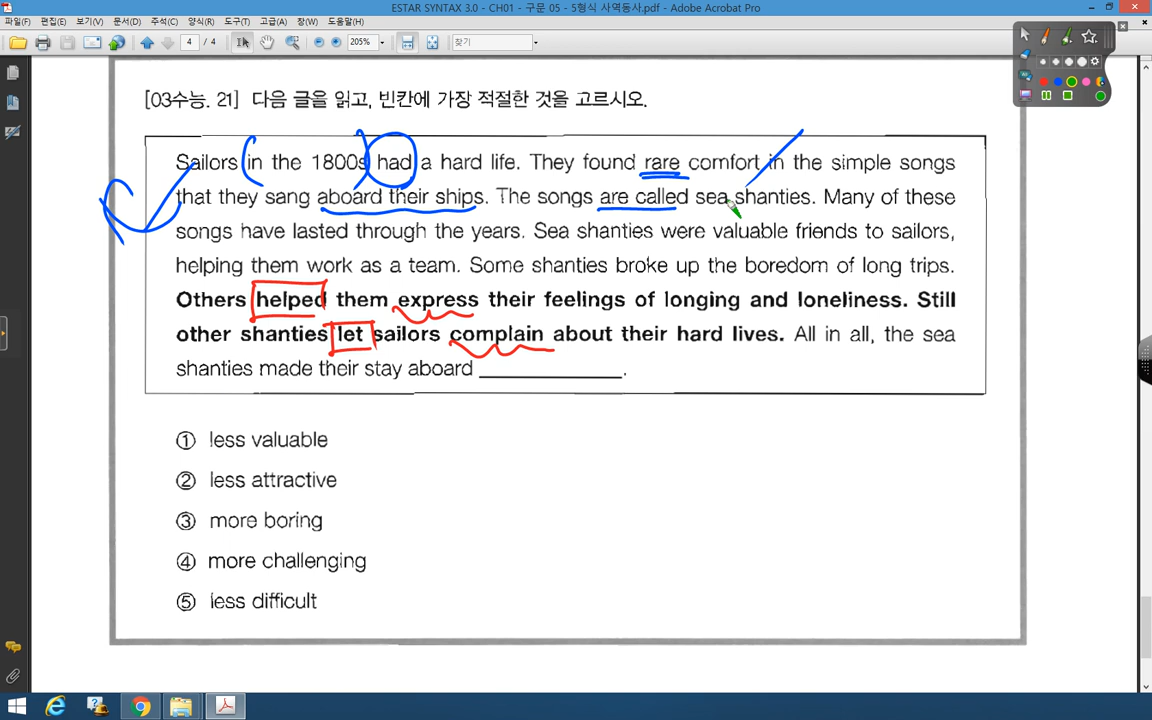 ESTAR SYNTAX 3.0 - CH01 - 구문 05 - 5형식 사역동사.pdf - Adobe Acrobat Pro
파일(F) 편집(E) 보기(V) 문서(D) 주석(C) 양식(R) 도구(T) 고급(A) 창(W) 도움말(H)
4 / 4 205% 찾기
[03수능. 21] 다음 글을 읽고, 빈칸에 가장 적절한 것을 고르시오.
Sailors in the 1800s had a hard life. They found rare comfort in the simple songs
that they sang aboard their ships. The songs are called sea shanties. Many of these
songs have lasted through the years. Sea shanties were valuable friends to sailors,
helping them work as a team. Some shanties broke up the boredom of long trips.
Others helped them express their feelings of longing and loneliness. Still
other shanties let sailors complain about their hard lives. All in all, the sea
shanties made their stay aboard ____________.
① less valuable
② less attractive
③ more boring
④ more challenging
⑤ less difficult